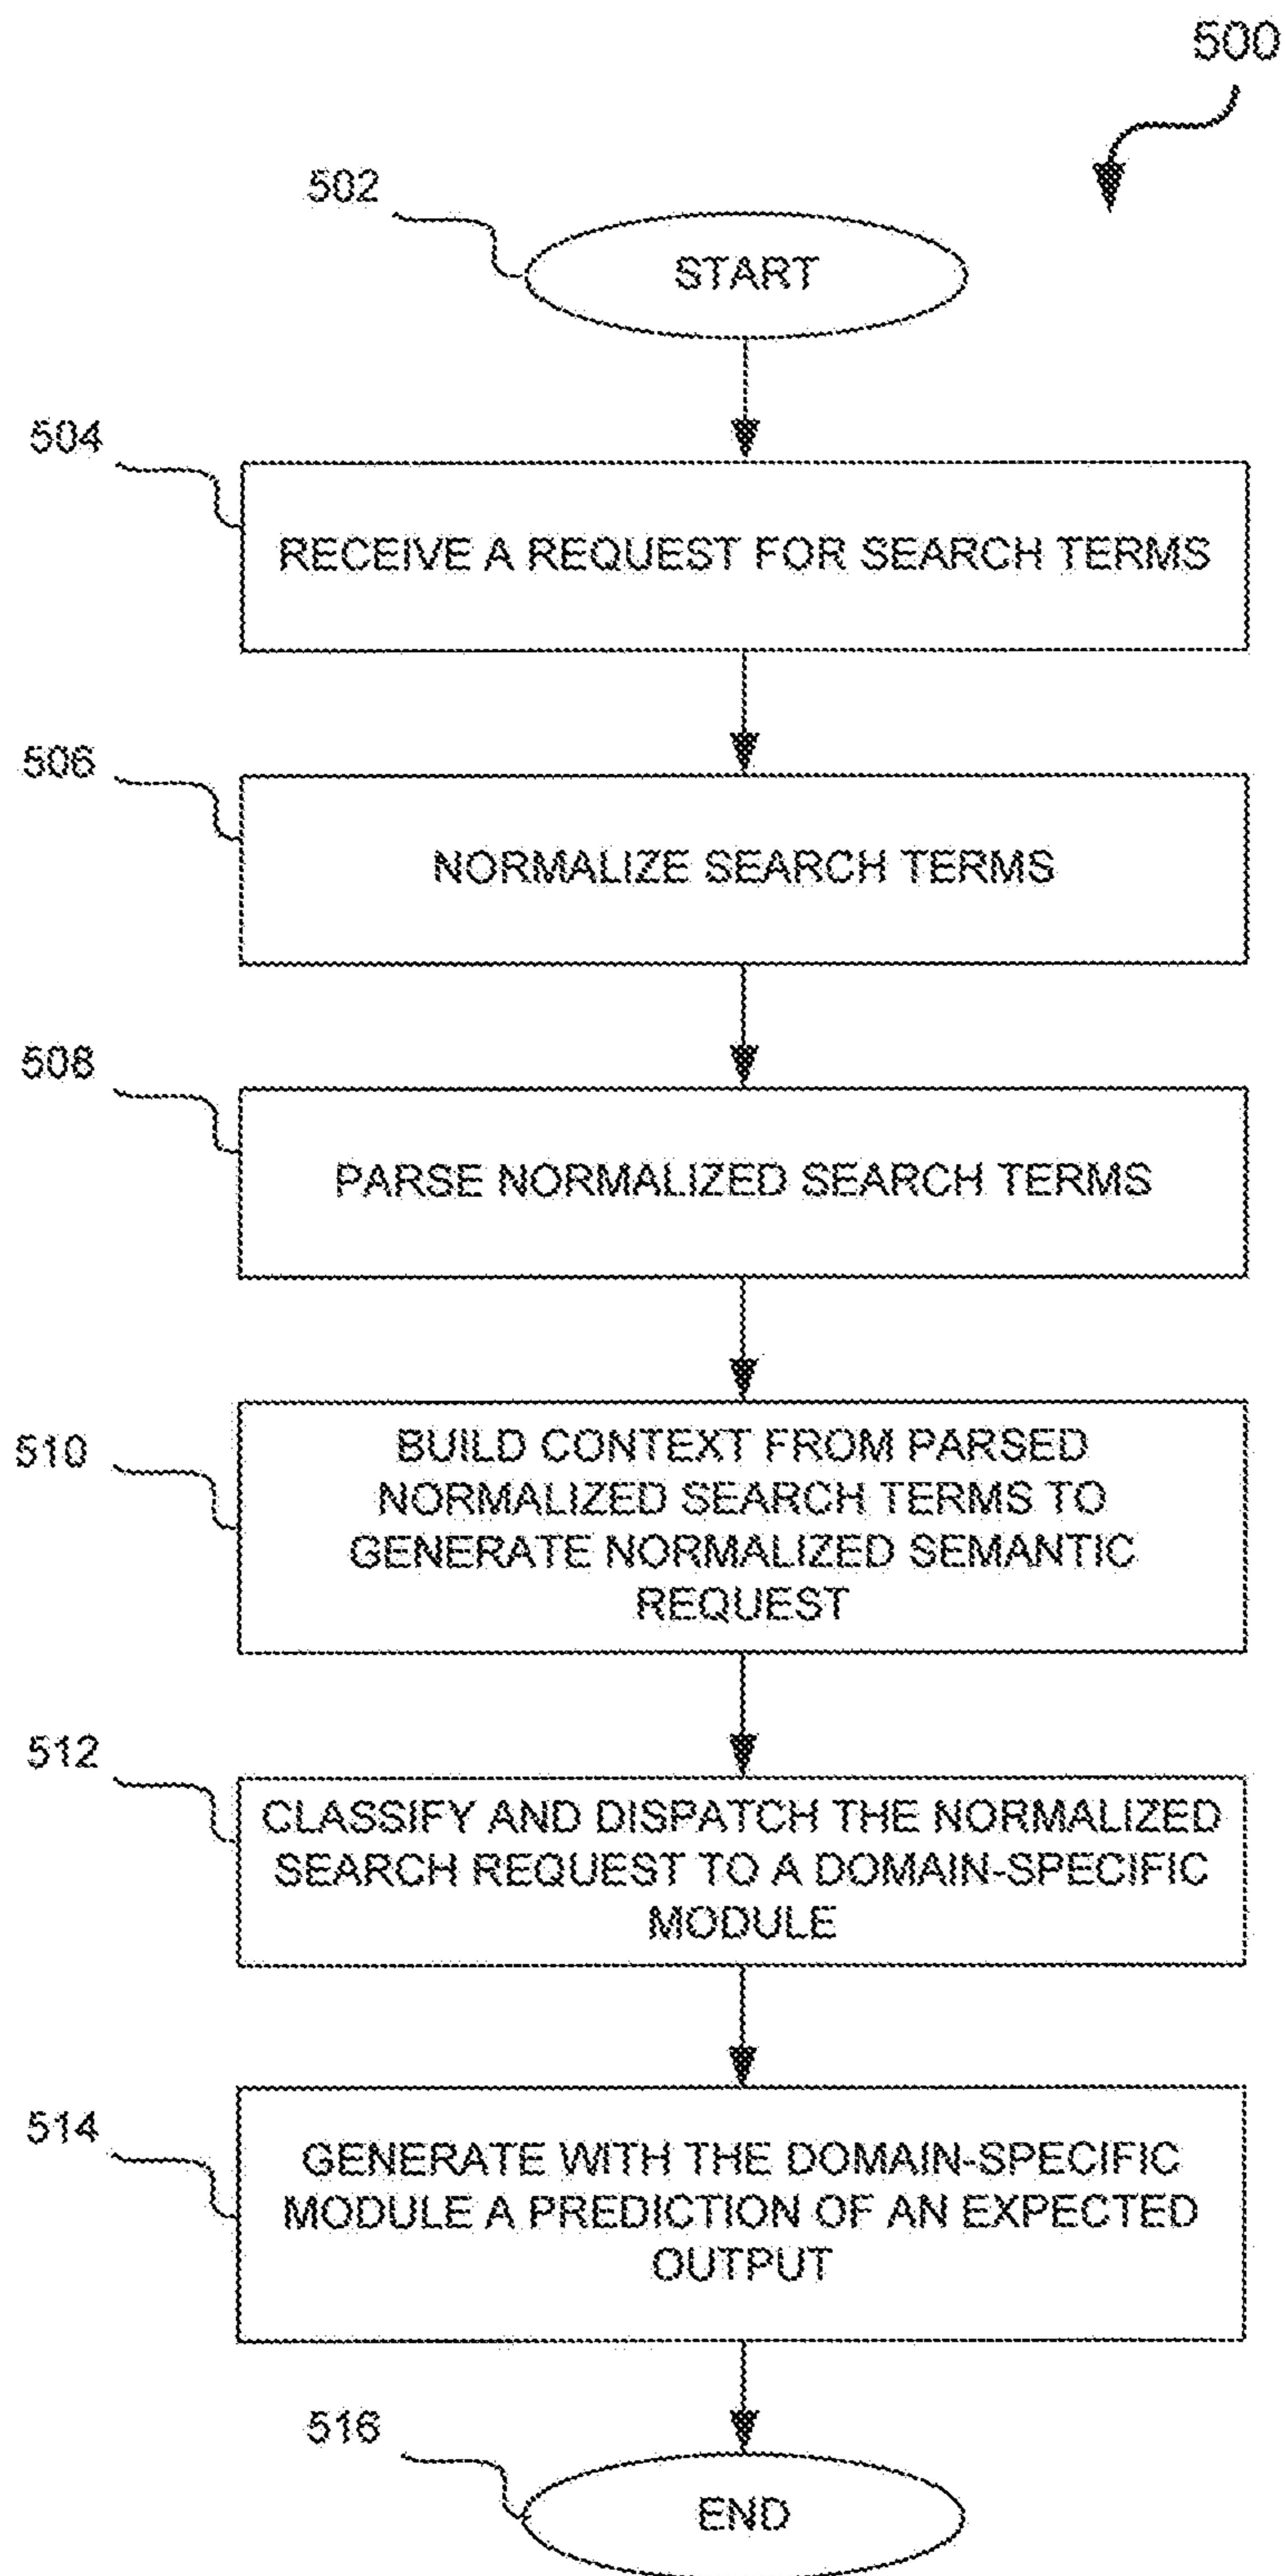 500
502
START
504
RECEIVE A REQUEST FOR SEARCH TERMS
506
NORMALIZE SEARCH TERMS
508
PARSE NORMALIZED SEARCH TERMS
510
BUILD CONTEXT FROM PARSED
NORMALIZED SEARCH TERMS TO
GENERATE NORMALIZED SEMANTIC
REQUEST
512
CLASSIFY AND DISPATCH THE NORMALIZED
SEARCH REQUEST TO A DOMAIN-SPECIFIC
MODULE
514
GENERATE WITH THE DOMAIN-SPECIFIC
MODULE A PREDICTION OF AN EXPECTED
OUTPUT
516
END